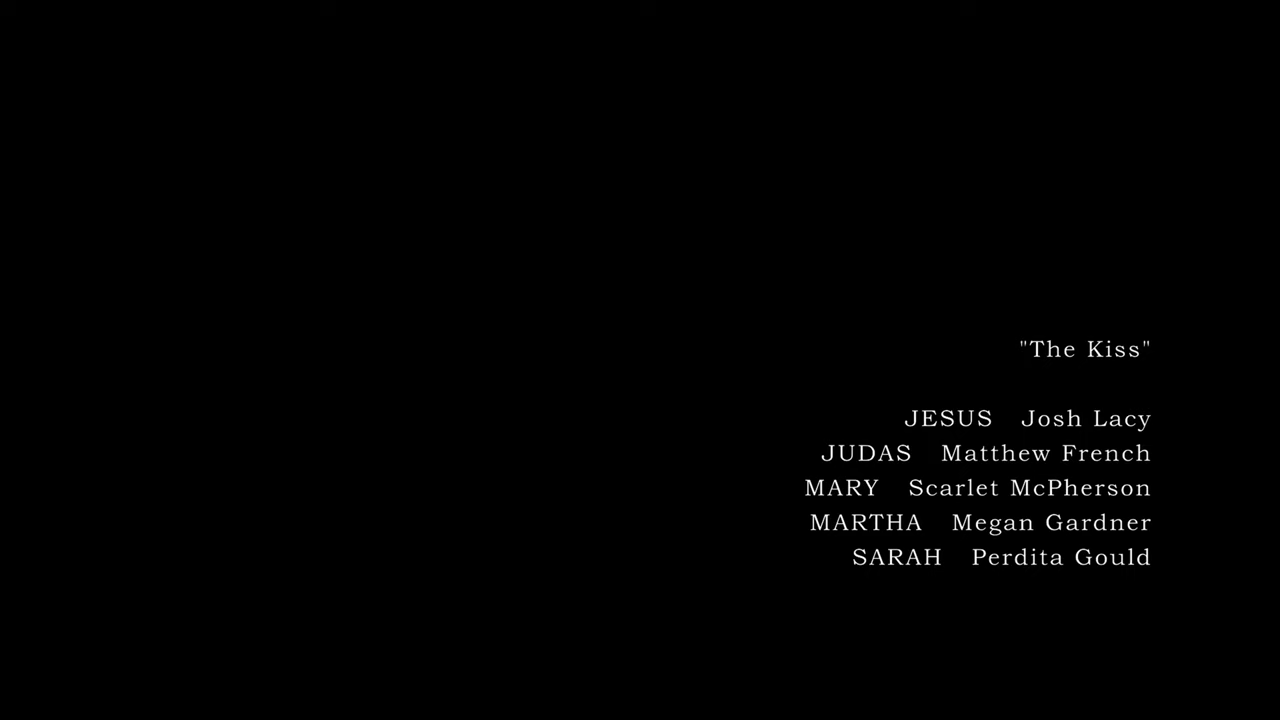 "The Kiss"
JESUS Josh Lacy
JUDAS Matthew French
MARY Scarlet McPherson
MARTHA Megan Gardner
SARAH Perdita Gould